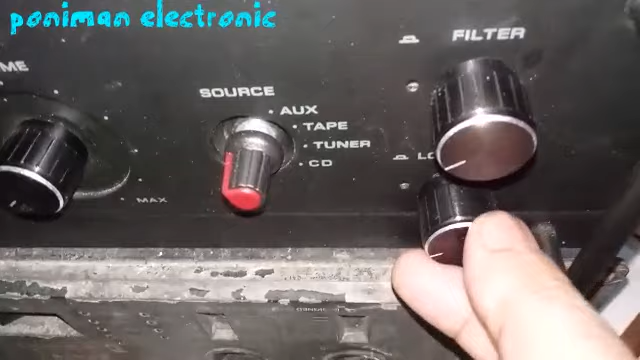 poniman electronic
FILTER
ME
SOURCE
AUX
TAPE
TUNER
CD
LO
MAX